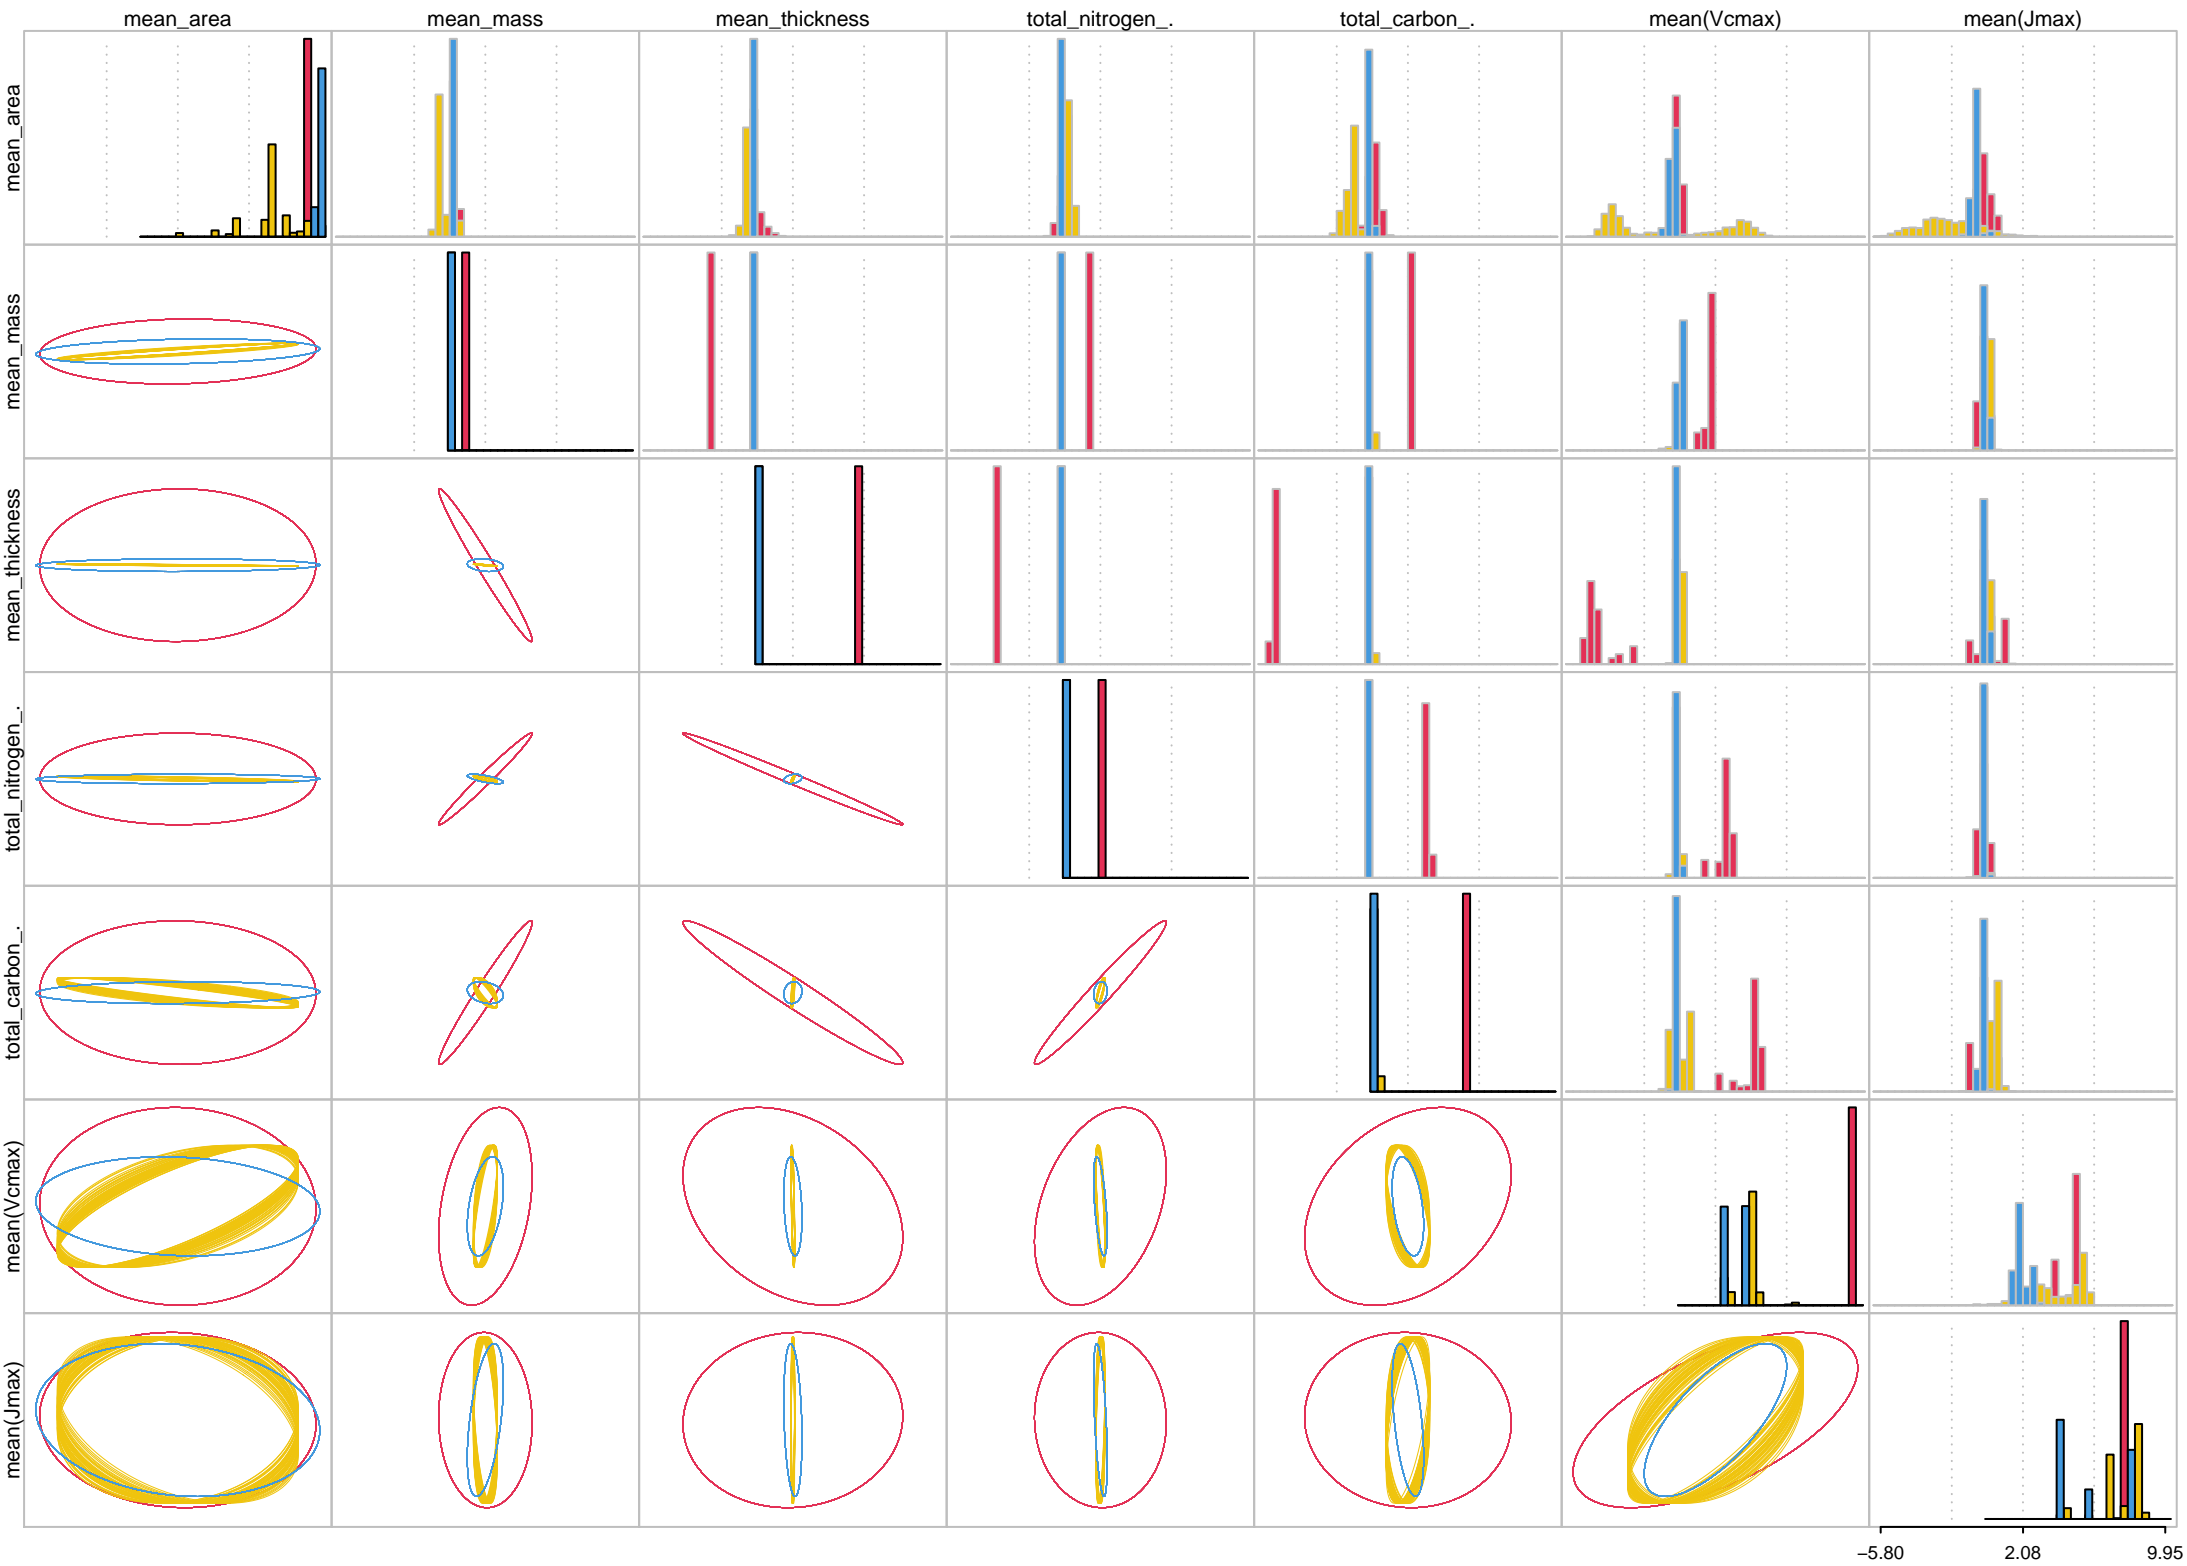 mean_area mean_mass mean_thickness total_nitrogen_. total_carbon_. mean(Vcmax) mean(Jmax)
mean_area
mean_mass
mean_thickness
total_nitrogen_.
total_carbon_.
mean(Vcmax)
mean(Jmax)
−5.80 2.08 9.95